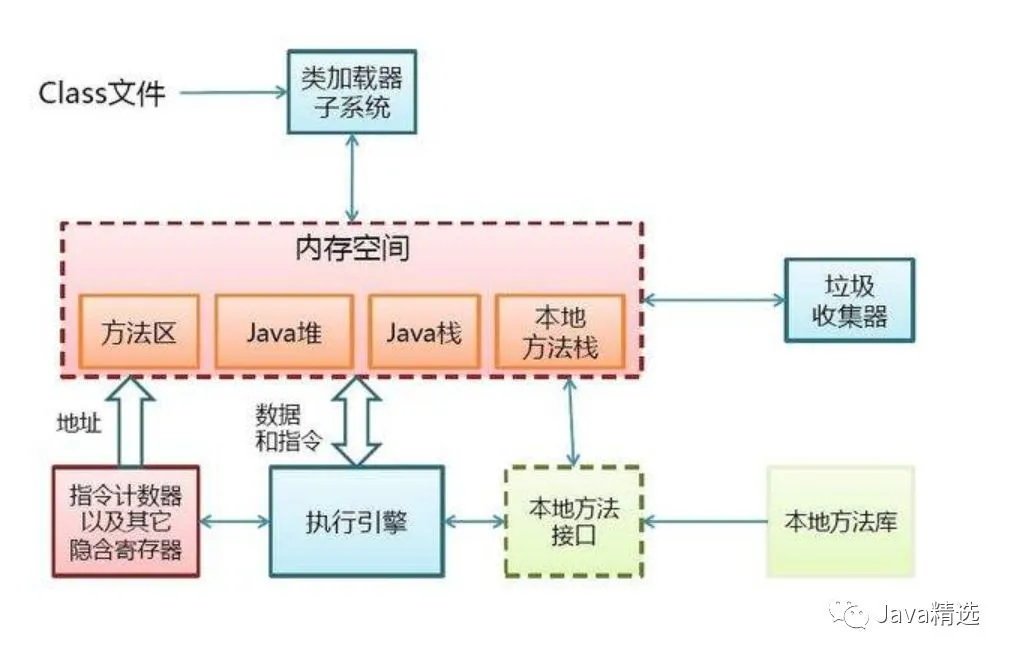 Class文件
类加载器
子系统
内存空间
方法区
Java堆
Java栈
本地
方法栈
垃圾
收集器
地址
数据
和指令
指令计数器
以及其它
隐含寄存器
执行引擎
本地方法
接口
本地方法库
Java精选